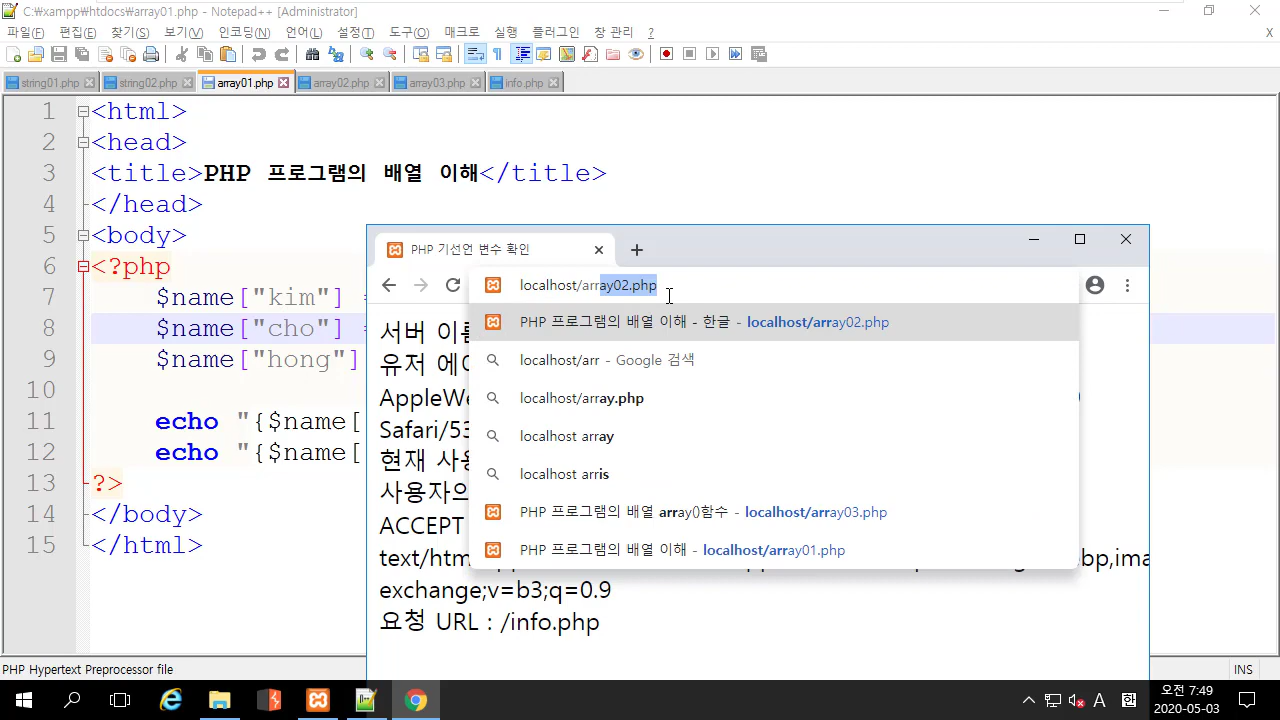 C:₩xampp₩htdocs₩array01.php - Notepad++ [Administrator]
파일(F) 편집(E) 찾기(S) 보기(V) 인코딩(N) 언어(L) 설정(T) 도구(O) 매크로 실행 플러그인 창 관리 ?
string01.php string02.php array01.php array02.php array03.php info.php
1 <html>
2 <head>
3 <title>PHP 프로그램의 배열 이해</title>
4 </head>
5 <body>
6 <?php
7 $name["kim"] =
8 $name["cho"] =
9 $name["hong"]
10
11 echo "{$name[
12 echo "{$name[
13 ?>
14 </body>
15 </html>
PHP 기선언 변수 확인
localhost/array02.php
PHP 프로그램의 배열 이해 - 한글 - localhost/array02.php
localhost/arr - Google 검색
localhost/array.php
localhost array
localhost arris
PHP 프로그램의 배열 array()함수 - localhost/array03.php
PHP 프로그램의 배열 이해 - localhost/array01.php
서버 이름
유저 에이
AppleWe
Safari/53
현재 사용
사용자의
ACCEPT
text/htm
exchange;v=b3;q=0.9
요청 URL : /info.php
PHP Hypertext Preprocessor file
INS
A 한 오전 7:49
2020-05-03